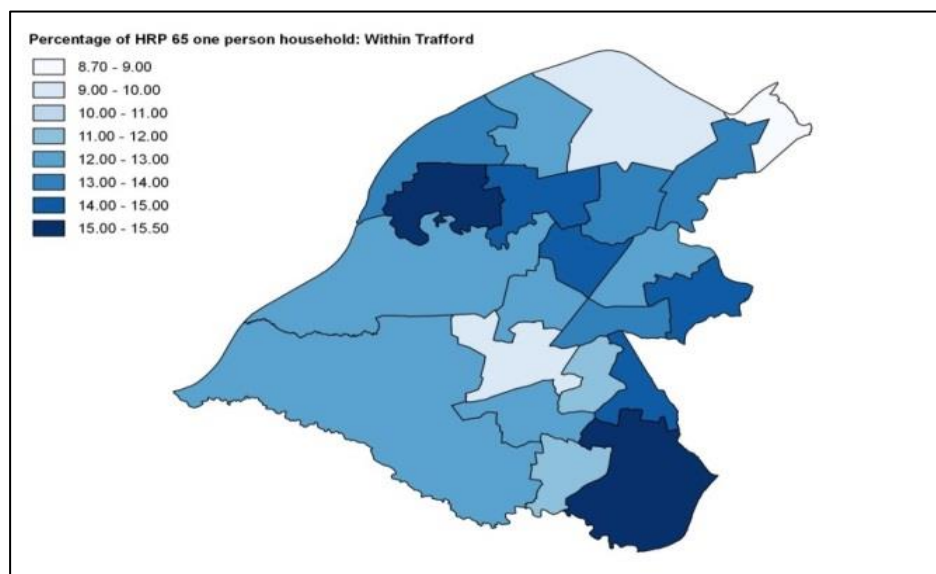 Percentage of HRP 65 one person household: Within Trafford
8.70 - 9.00
9.00 - 10.00
10.00 - 11.00
11.00 - 12.00
12.00 - 13.00
13.00 - 14.00
14.00 - 15.00
15.00 - 15.50